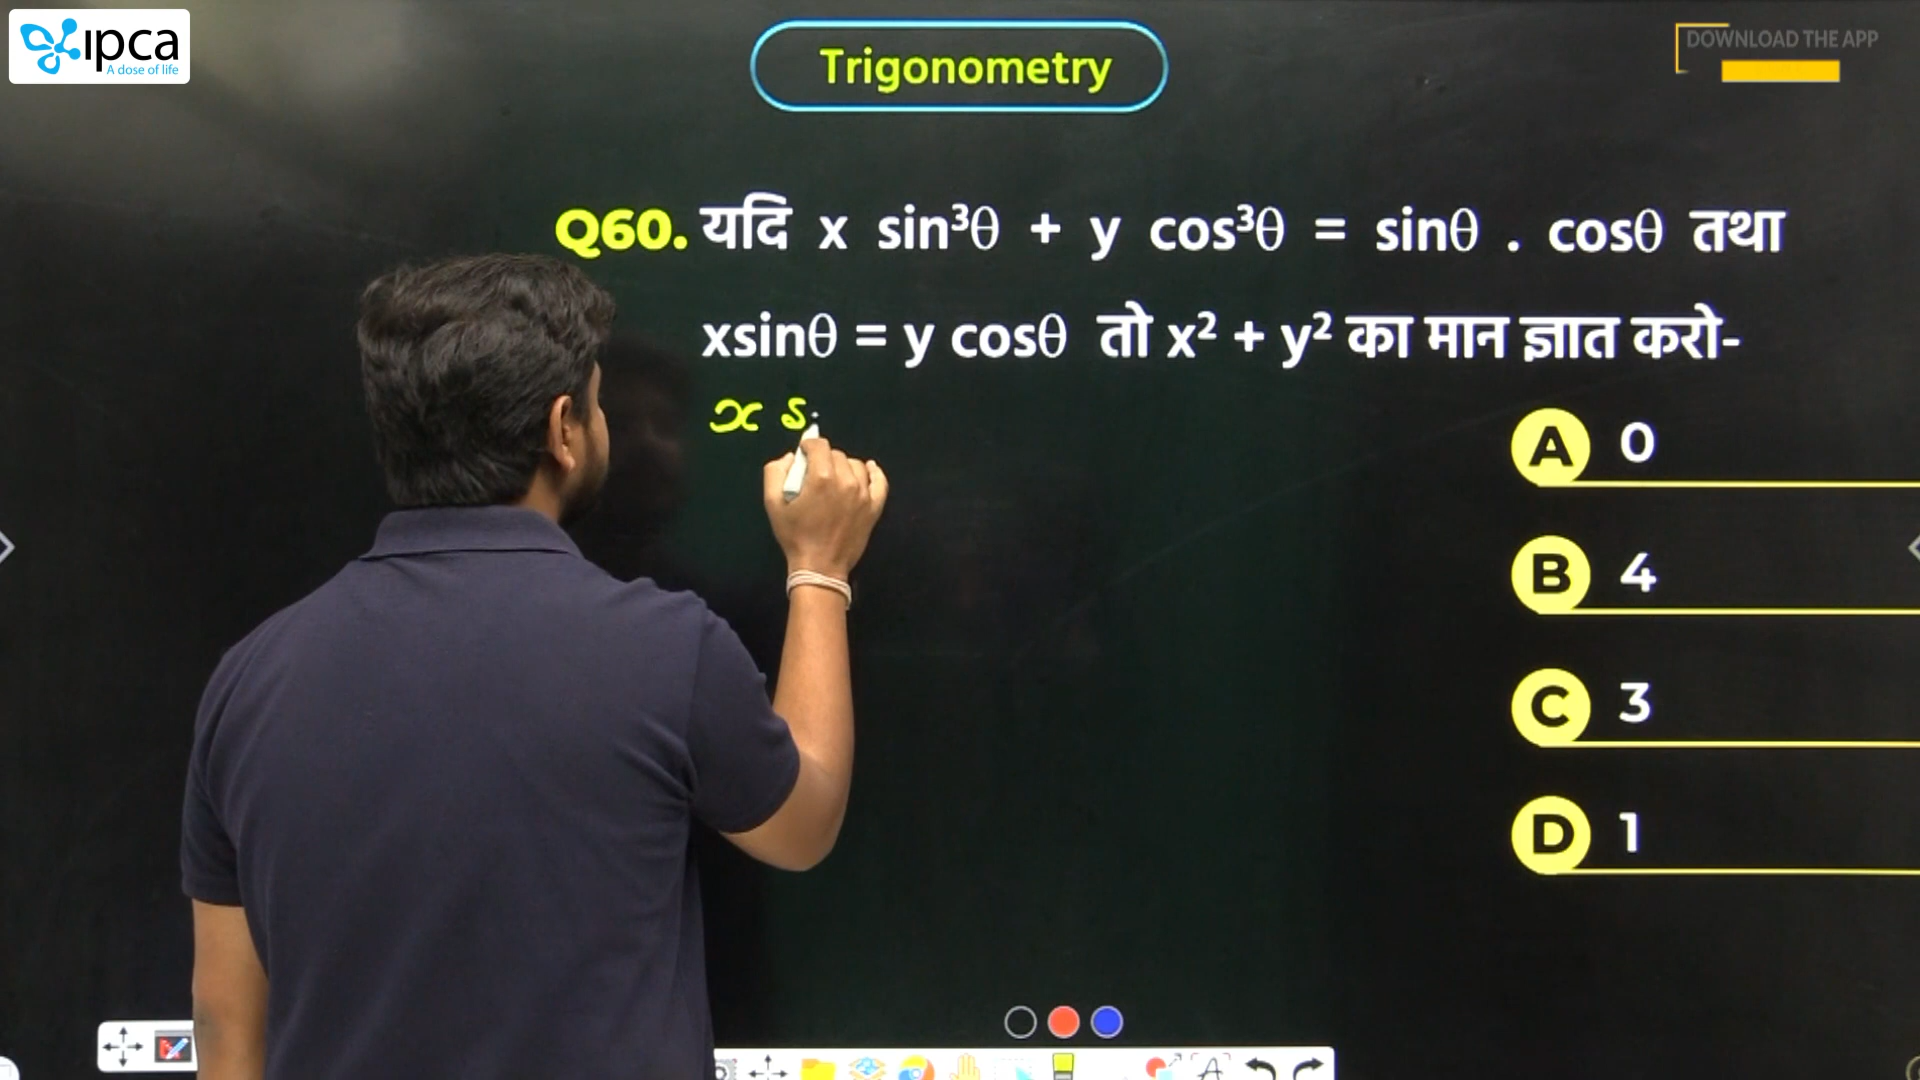 ipca
A dose of life
Trigonometry
DOWNLOAD THE APP
Q60. यदि x sin³θ + y cos³θ = sinθ . cosθ तथा
xsinθ = y cosθ तो x² + y² का मान ज्ञात करो-
x s
A 0
B 4
C 3
D 1